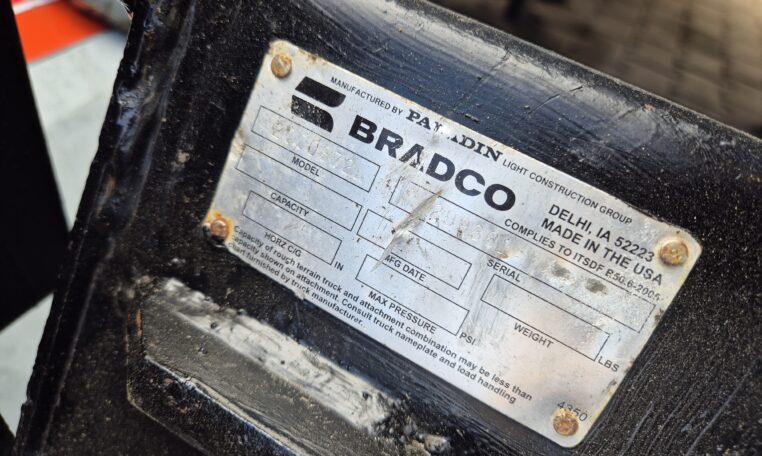 MANUFACTURED BY PALADIN LIGHT CONSTRUCTION GROUP
BRADCO
DELHI, IA 52223
MADE IN THE USA
COMPLIES TO ITSDF B56.6-2005
MODEL
SERIAL
CAPACITY
MFG DATE
WEIGHT
LBS
HORZ C/G
IN
MAX PRESSURE
PSI
capacity of rough terrain truck and attachment combination may be less than
capacity shown on attachment. Consult truck nameplate and load handling
chart furnished by truck manufacturer.
4350